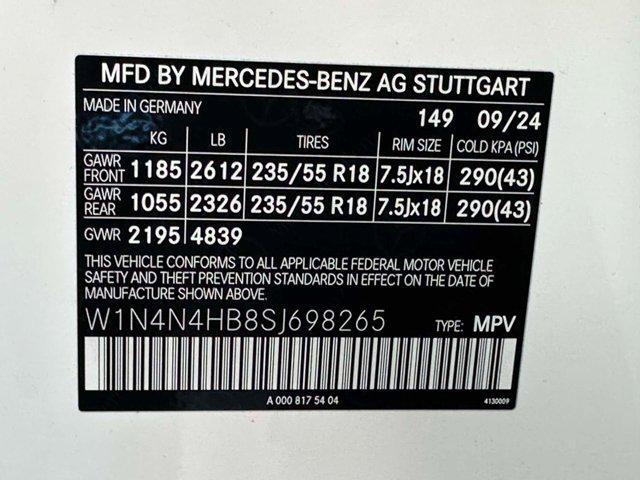 MFD BY MERCEDES-BENZ AG STUTTGART
MADE IN GERMANY 149 09/24
KG LB TIRES RIM SIZE COLD KPA (PSI)
GAWR FRONT 1185 2612 235/55 R18 7.5Jx18 290(43)
GAWR REAR 1055 2326 235/55 R18 7.5Jx18 290(43)
GVWR 2195 4839
THIS VEHICLE CONFORMS TO ALL APPLICABLE FEDERAL MOTOR VEHICLE
SAFETY AND THEFT PREVENTION STANDARDS IN EFFECT ON THE DATE OF
MANUFACTURE SHOWN ABOVE.
W1N4N4HB8SJ698265 TYPE: MPV
A 000 817 54 04 4130009